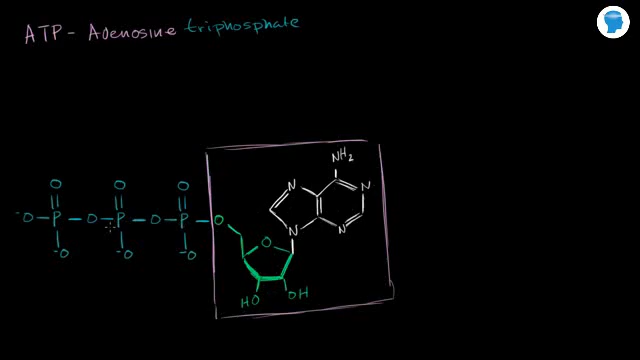 ATP - Adenosine triphosphate
NH2
O O O N N
-O P O P O P O N N
-O -O -O O
HO OH